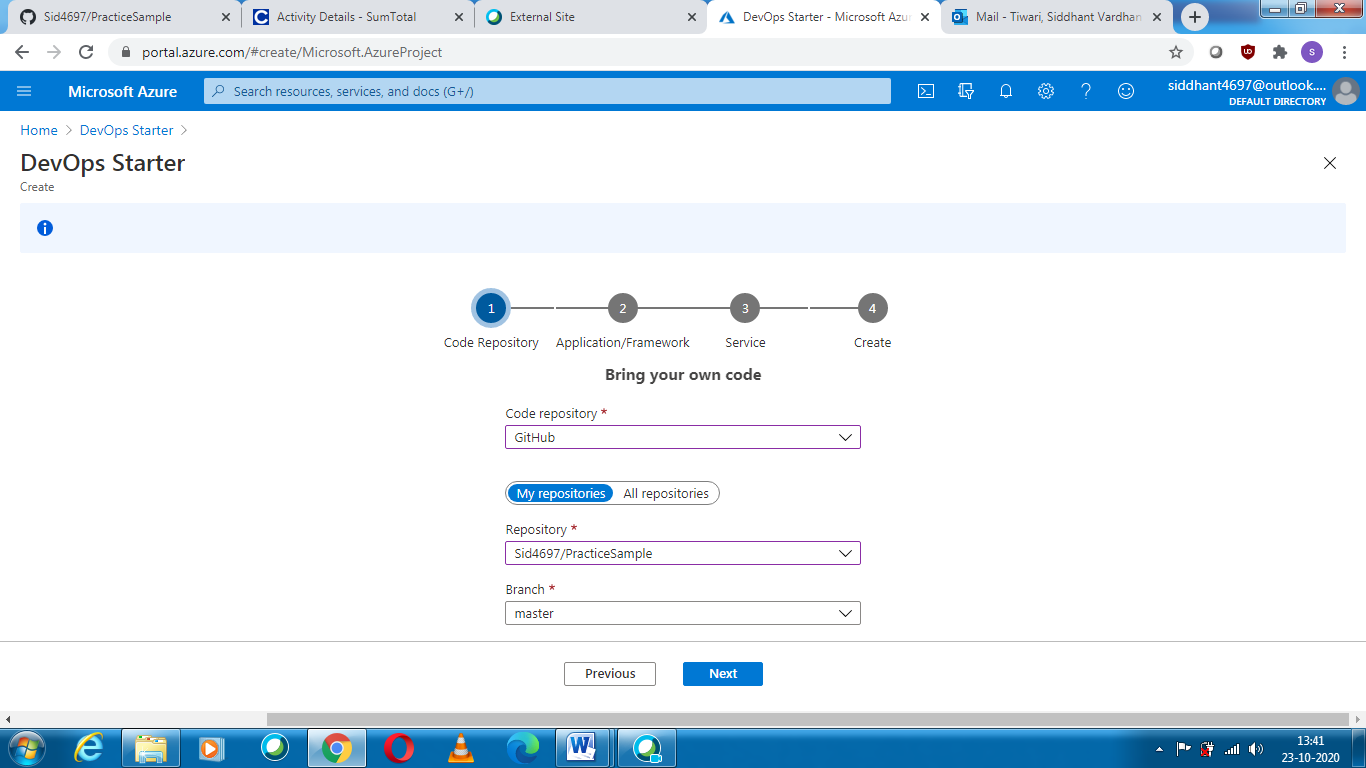 Sid4697/PracticeSample
Activity Details - SumTotal
External Site
DevOps Starter - Microsoft Azu
Mail - Tiwari, Siddhant Vardhan
portal.azure.com/#create/Microsoft.AzureProject
S
Microsoft Azure
Search resources, services, and docs (G+/)
siddhant4697@outlook....
DEFAULT DIRECTORY
Home > DevOps Starter >
DevOps Starter
Create
1 2 3 4
Code Repository Application/Framework Service Create
Bring your own code
Code repository *
GitHub
My repositories All repositories
Repository *
Sid4697/PracticeSample
Branch *
master
Previous Next
13:41
23-10-2020